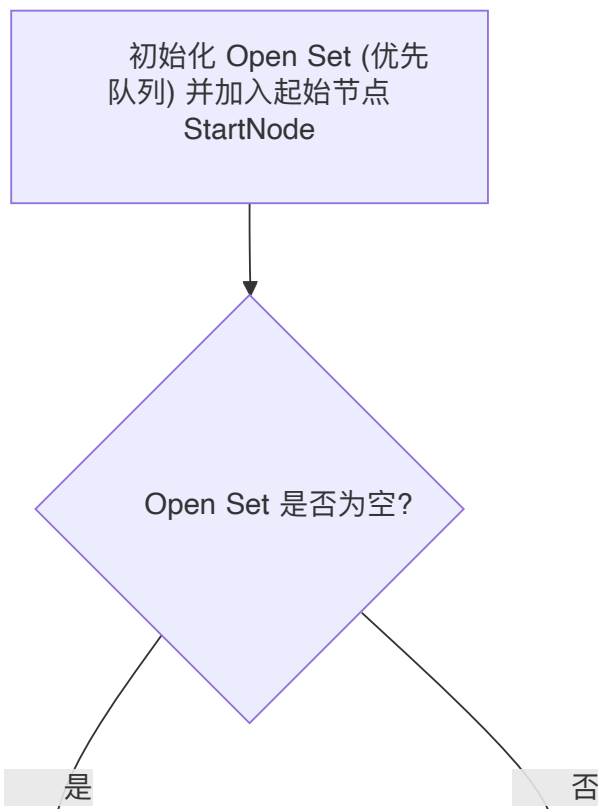 初始化 Open Set (优先
队列) 并加入起始节点
StartNode
Open Set 是否为空?
是
否